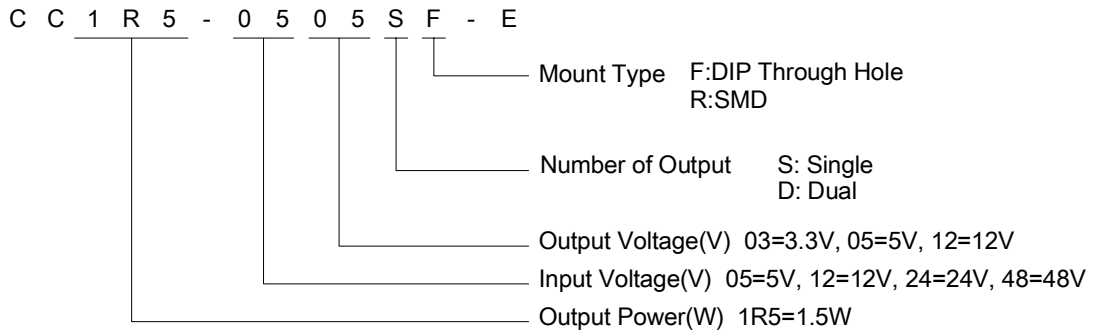 C C 1 R 5 - 0 5 0 5 S F - E
Mount Type F:DIP Through Hole
R:SMD
Number of Output S: Single
D: Dual
Output Voltage(V) 03=3.3V, 05=5V, 12=12V
Input Voltage(V) 05=5V, 12=12V, 24=24V, 48=48V
Output Power(W) 1R5=1.5W